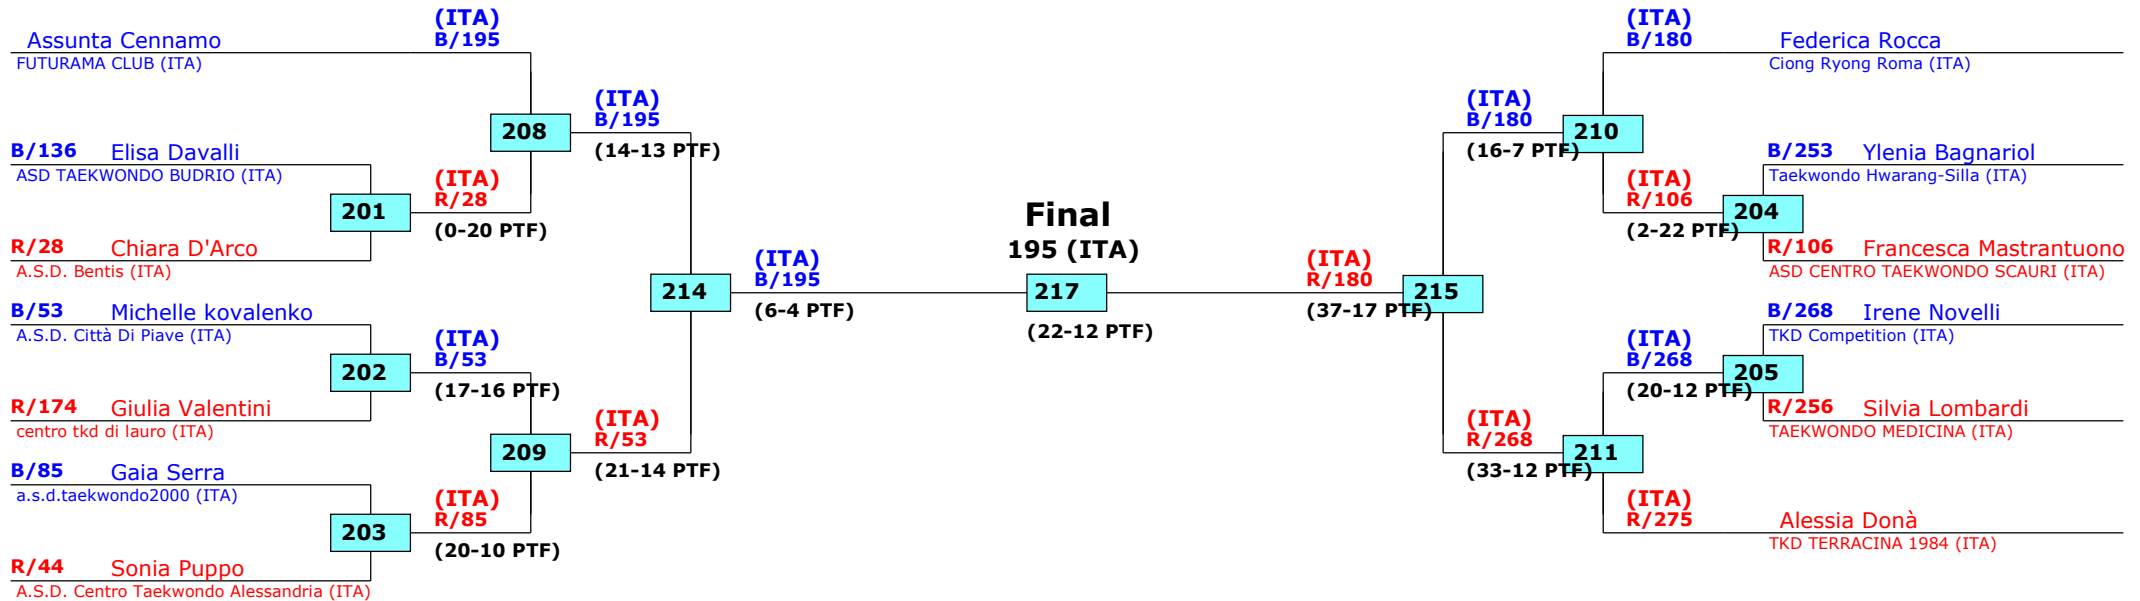 (ITA)
B/195
Assunta Cennamo
FUTURAMA CLUB (ITA)
208
(ITA)
B/195
(14-13 PTF)
B/136 Elisa Davalli
ASD TAEKWONDO BUDRIO (ITA)
201
(ITA)
R/28
(0-20 PTF)
R/28 Chiara D'Arco
A.S.D. Bentis (ITA)
214
(ITA)
B/195
(6-4 PTF)
B/53 Michelle kovalenko
A.S.D. Città Di Piave (ITA)
202
(ITA)
B/53
(17-16 PTF)
R/174 Giulia Valentini
centro tkd di lauro (ITA)
209
(ITA)
R/53
(21-14 PTF)
B/85 Gaia Serra
a.s.d.taekwondo2000 (ITA)
203
(ITA)
R/85
(20-10 PTF)
R/44 Sonia Puppo
A.S.D. Centro Taekwondo Alessandria (ITA)
Final
195 (ITA)
217
(22-12 PTF)
(ITA)
B/180
Federica Rocca
Ciong Ryong Roma (ITA)
(ITA)
B/180
(16-7 PTF)
210
B/253 Ylenia Bagnariol
Taekwondo Hwarang-Silla (ITA)
(ITA)
R/106
(2-22 PTF)
204
R/106 Francesca Mastrantuono
ASD CENTRO TAEKWONDO SCAURI (ITA)
(ITA)
R/180
(37-17 PTF)
215
B/268 Irene Novelli
TKD Competition (ITA)
(ITA)
B/268
(20-12 PTF)
205
R/256 Silvia Lombardi
TAEKWONDO MEDICINA (ITA)
(ITA)
R/268
(33-12 PTF)
211
(ITA)
R/275
Alessia Donà
TKD TERRACINA 1984 (ITA)